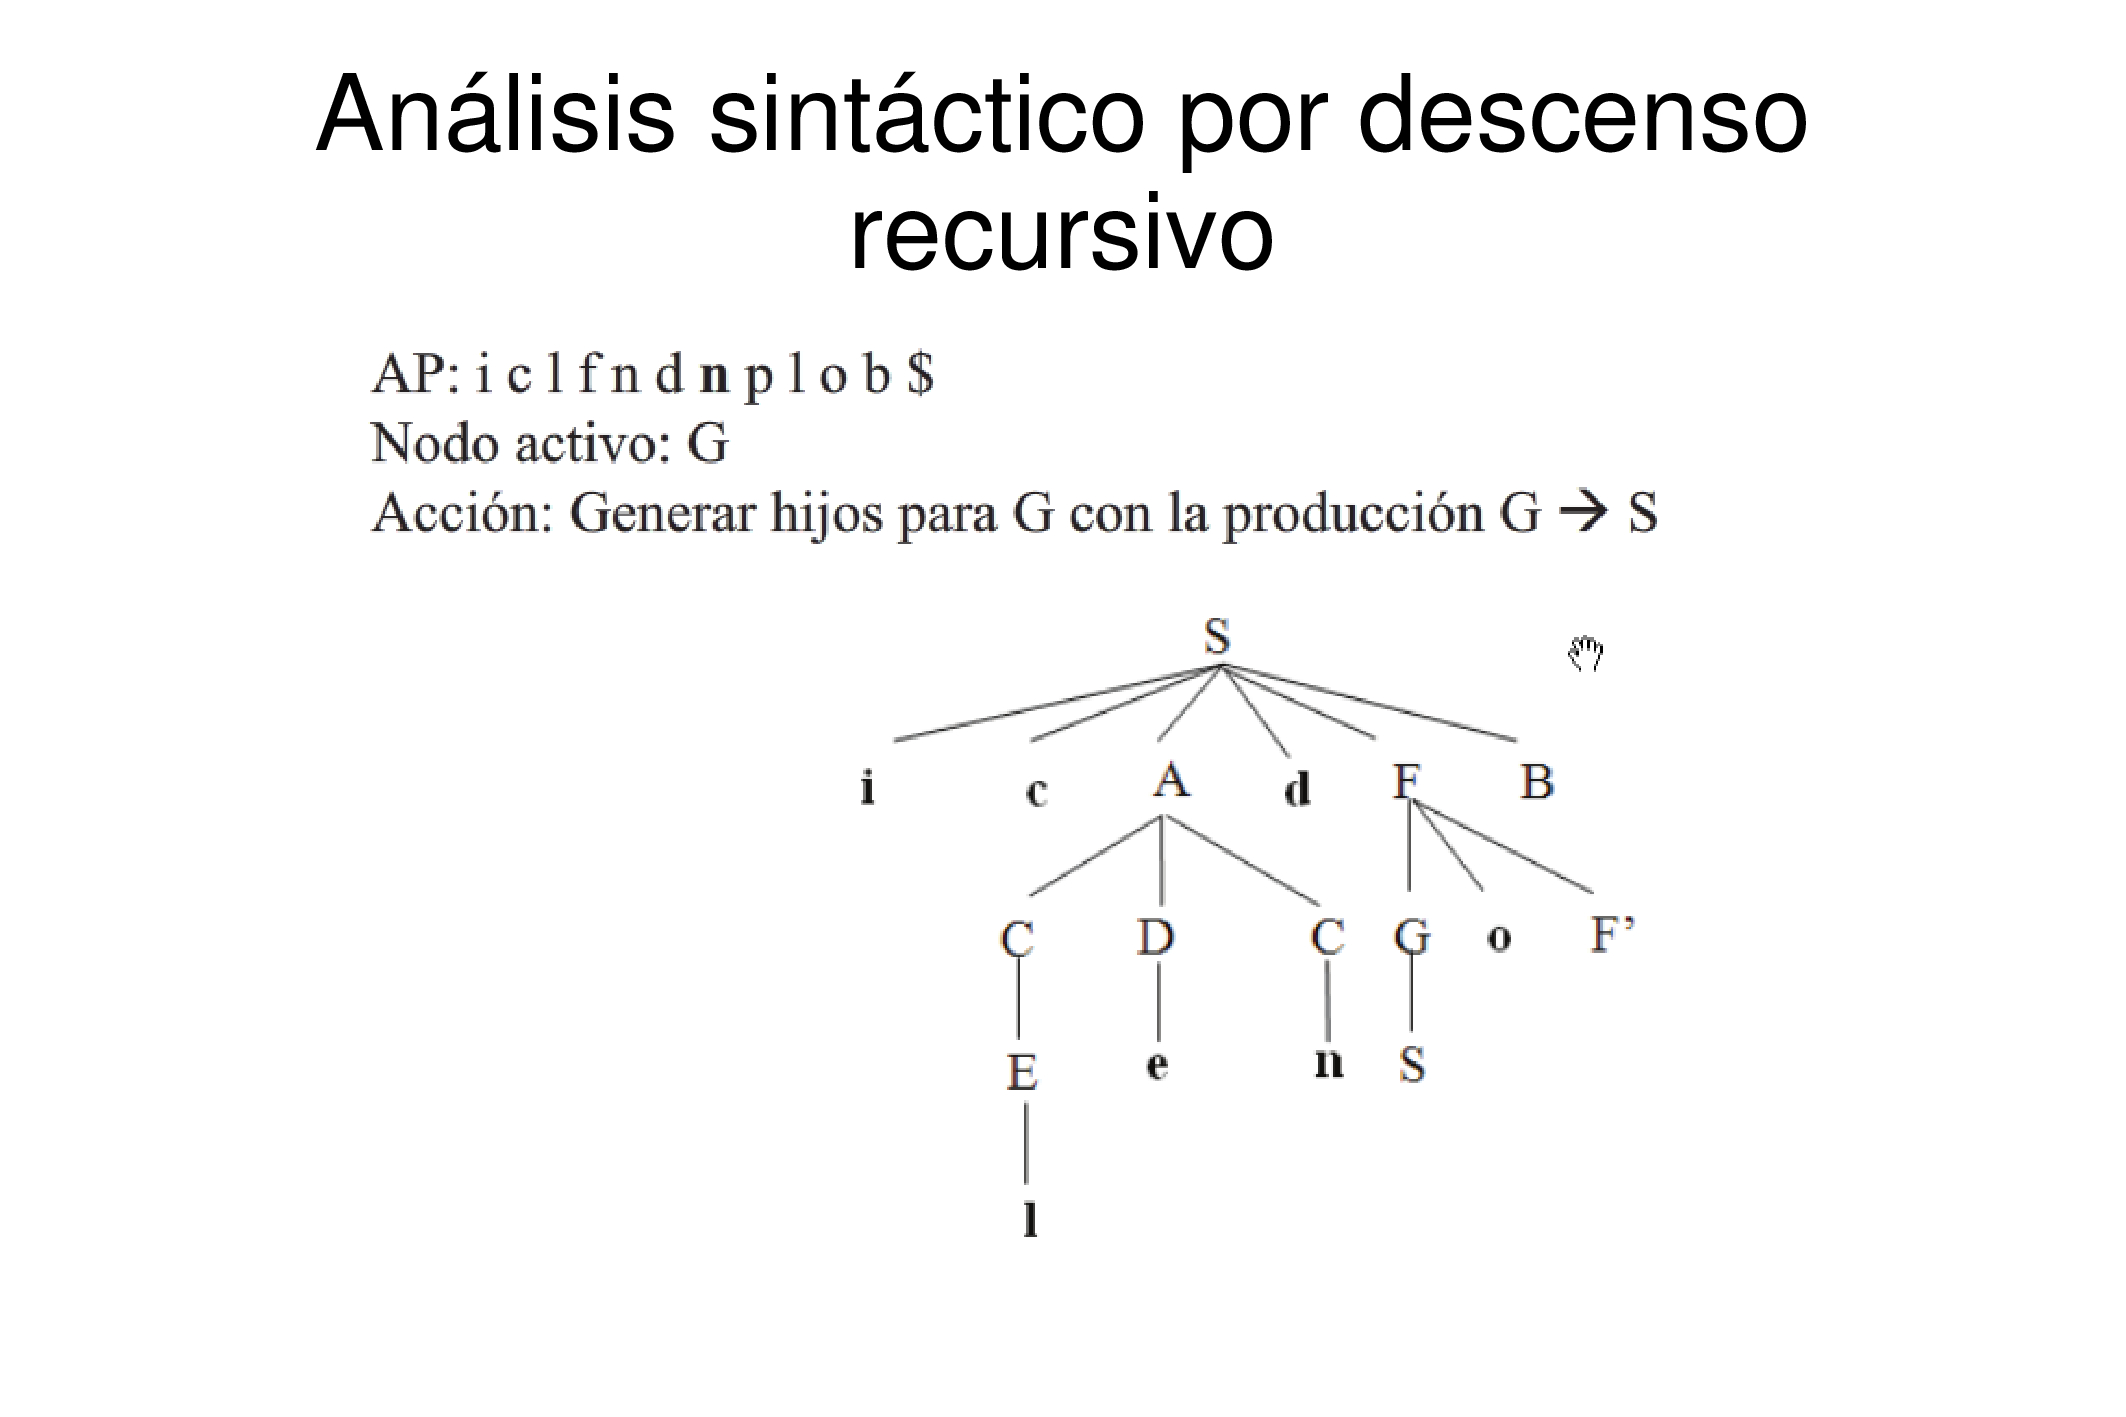 Análisis sintáctico por descenso
recursivo
AP: i c l f n d n p l o b $
Nodo activo: G
Acción: Generar hijos para G con la producción G → S
S
i c A d F B
C D C G o F’
E e n S
l